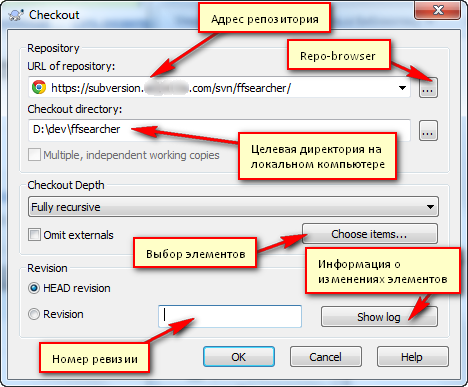 Checkout
Адрес репозитория
Repository
URL of repository:
Repo-browser
https://subversion. .com/svn/ffsearcher/
...
Checkout directory:
D:\dev\ffsearcher
...
Multiple, independent working copies
Целевая директория на
локальном компьютере
Checkout Depth
Fully recursive
Omit externals
Choose items...
Выбор элементов
Информация о
изменениях элементов
Revision
HEAD revision
Revision
Show log
Номер ревизии
OK
Cancel
Help